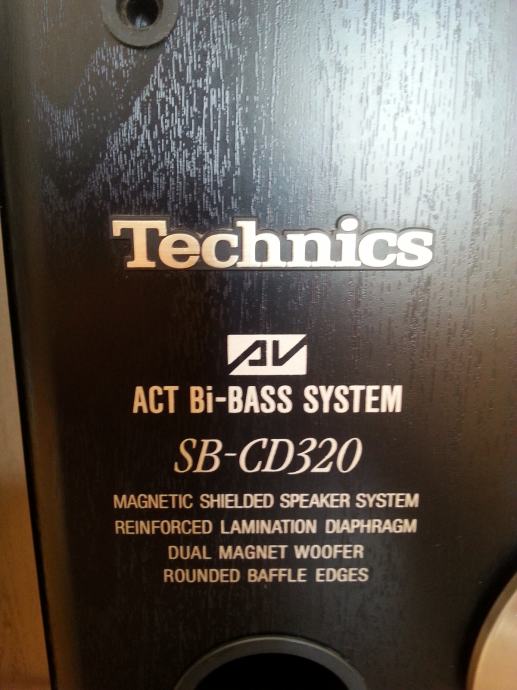 Technics
AV
ACT Bi-BASS SYSTEM
SB-CD320
MAGNETIC SHIELDED SPEAKER SYSTEM
REINFORCED LAMINATION DIAPHRAGM
DUAL MAGNET WOOFER
ROUNDED BAFFLE EDGES